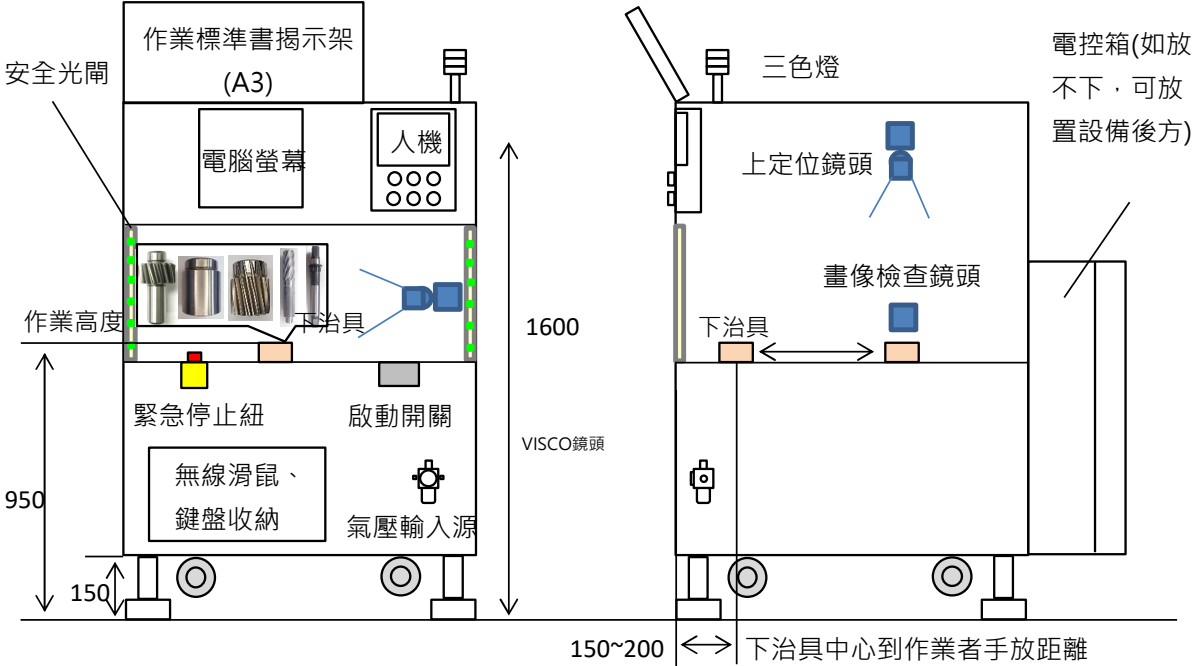 作業標準書揭示架
(A3)
安全光閘
電腦螢幕
人機
作業高度
下治具
1600
緊急停止紐
啟動開關
VISCO鏡頭
無線滑鼠、
鍵盤收納
氣壓輸入源
950
150
三色燈
電控箱(如放
不下，可放
置設備後方)
上定位鏡頭
畫像檢查鏡頭
下治具
150~200
下治具中心到作業者手放距離